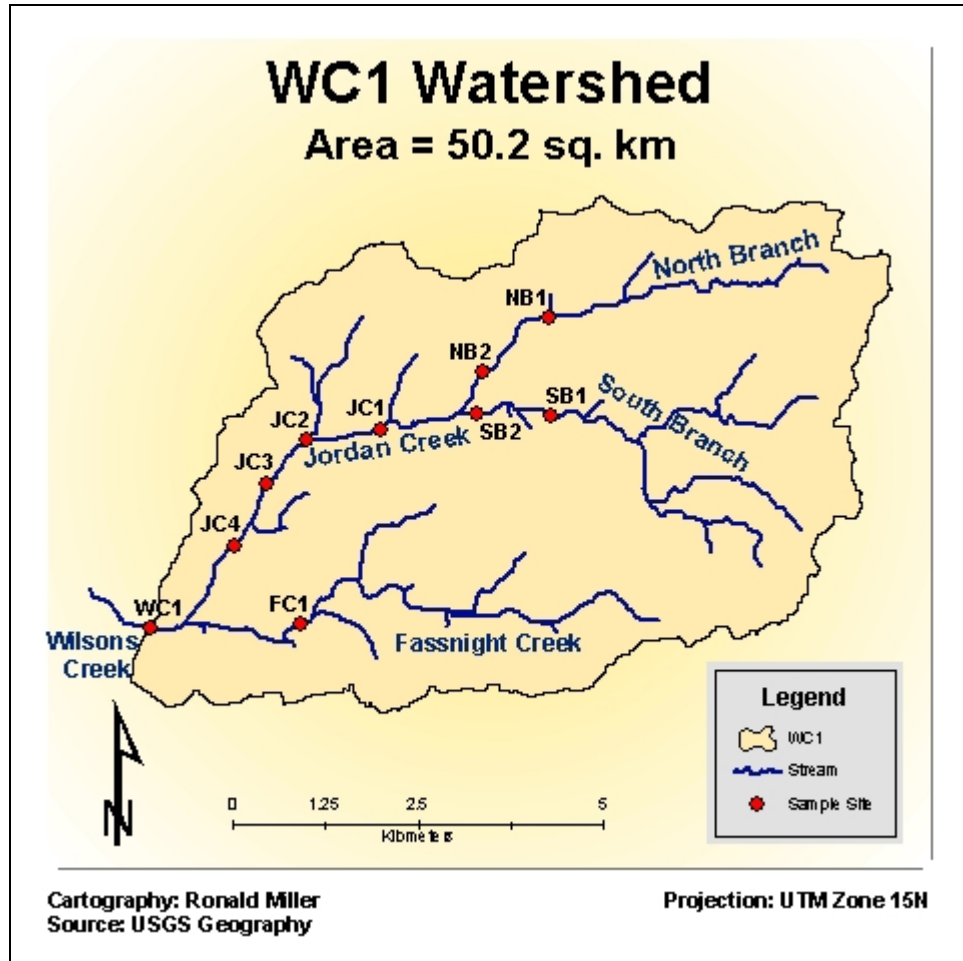 WC1 Watershed
Area = 50.2 sq. km
North Branch
NB1
NB2
SB1
South Branch
JC1
JC2
SB2
Jordan Creek
JC3
JC4
FC1
WC1
Wilsons
Creek
Fassnight Creek
Legend
WC1
Stream
Sample Site
N
0 1.25 2.5 5
Kilometers
Cartography: Ronald Miller
Source: USGS Geography
Projection: UTM Zone 15N